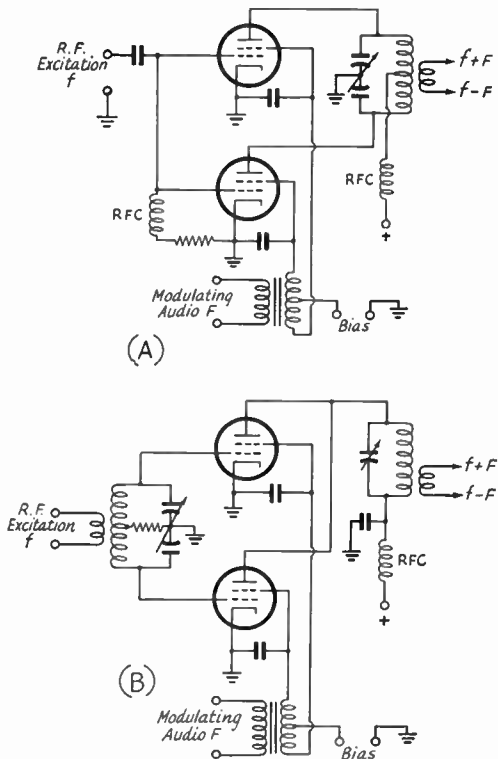 R.F.
Excitation
f
f+F
f-F
RFC
+
RFC
Modulating
Audio F
Bias
(A)
R.F.
Excitation
f
f+F
f-F
RFC
+
(B)
Modulating
Audio F
Bias